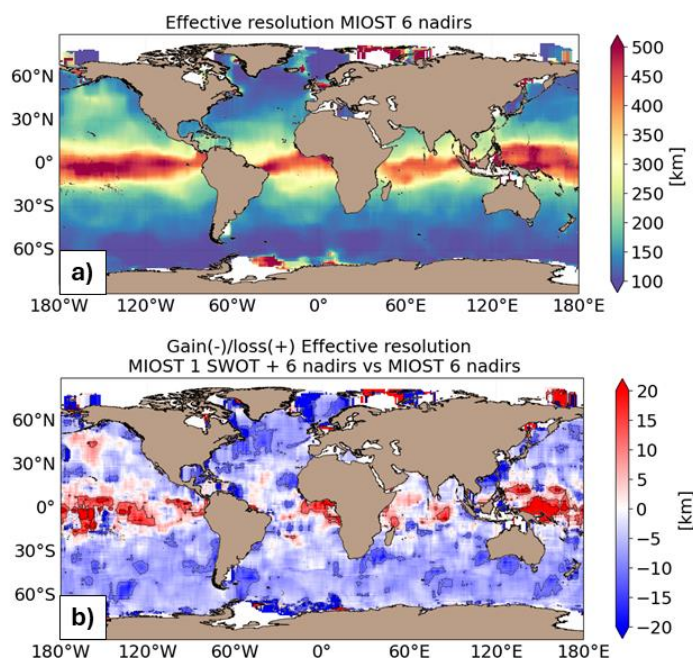 Effective resolution MIOST 6 nadirs
60°N
30°N
0°
30°S
60°S
a)
180°W 120°W 60°W 0° 60°E 120°E 180°E
500
450
400
350
300
250
200
150
100
[km]
Gain(-)/loss(+) Effective resolution
MIOST 1 SWOT + 6 nadirs vs MIOST 6 nadirs
60°N
30°N
0°
30°S
60°S
b)
180°W 120°W 60°W 0° 60°E 120°E 180°E
20
15
10
5
0
−5
−10
−15
−20
[km]